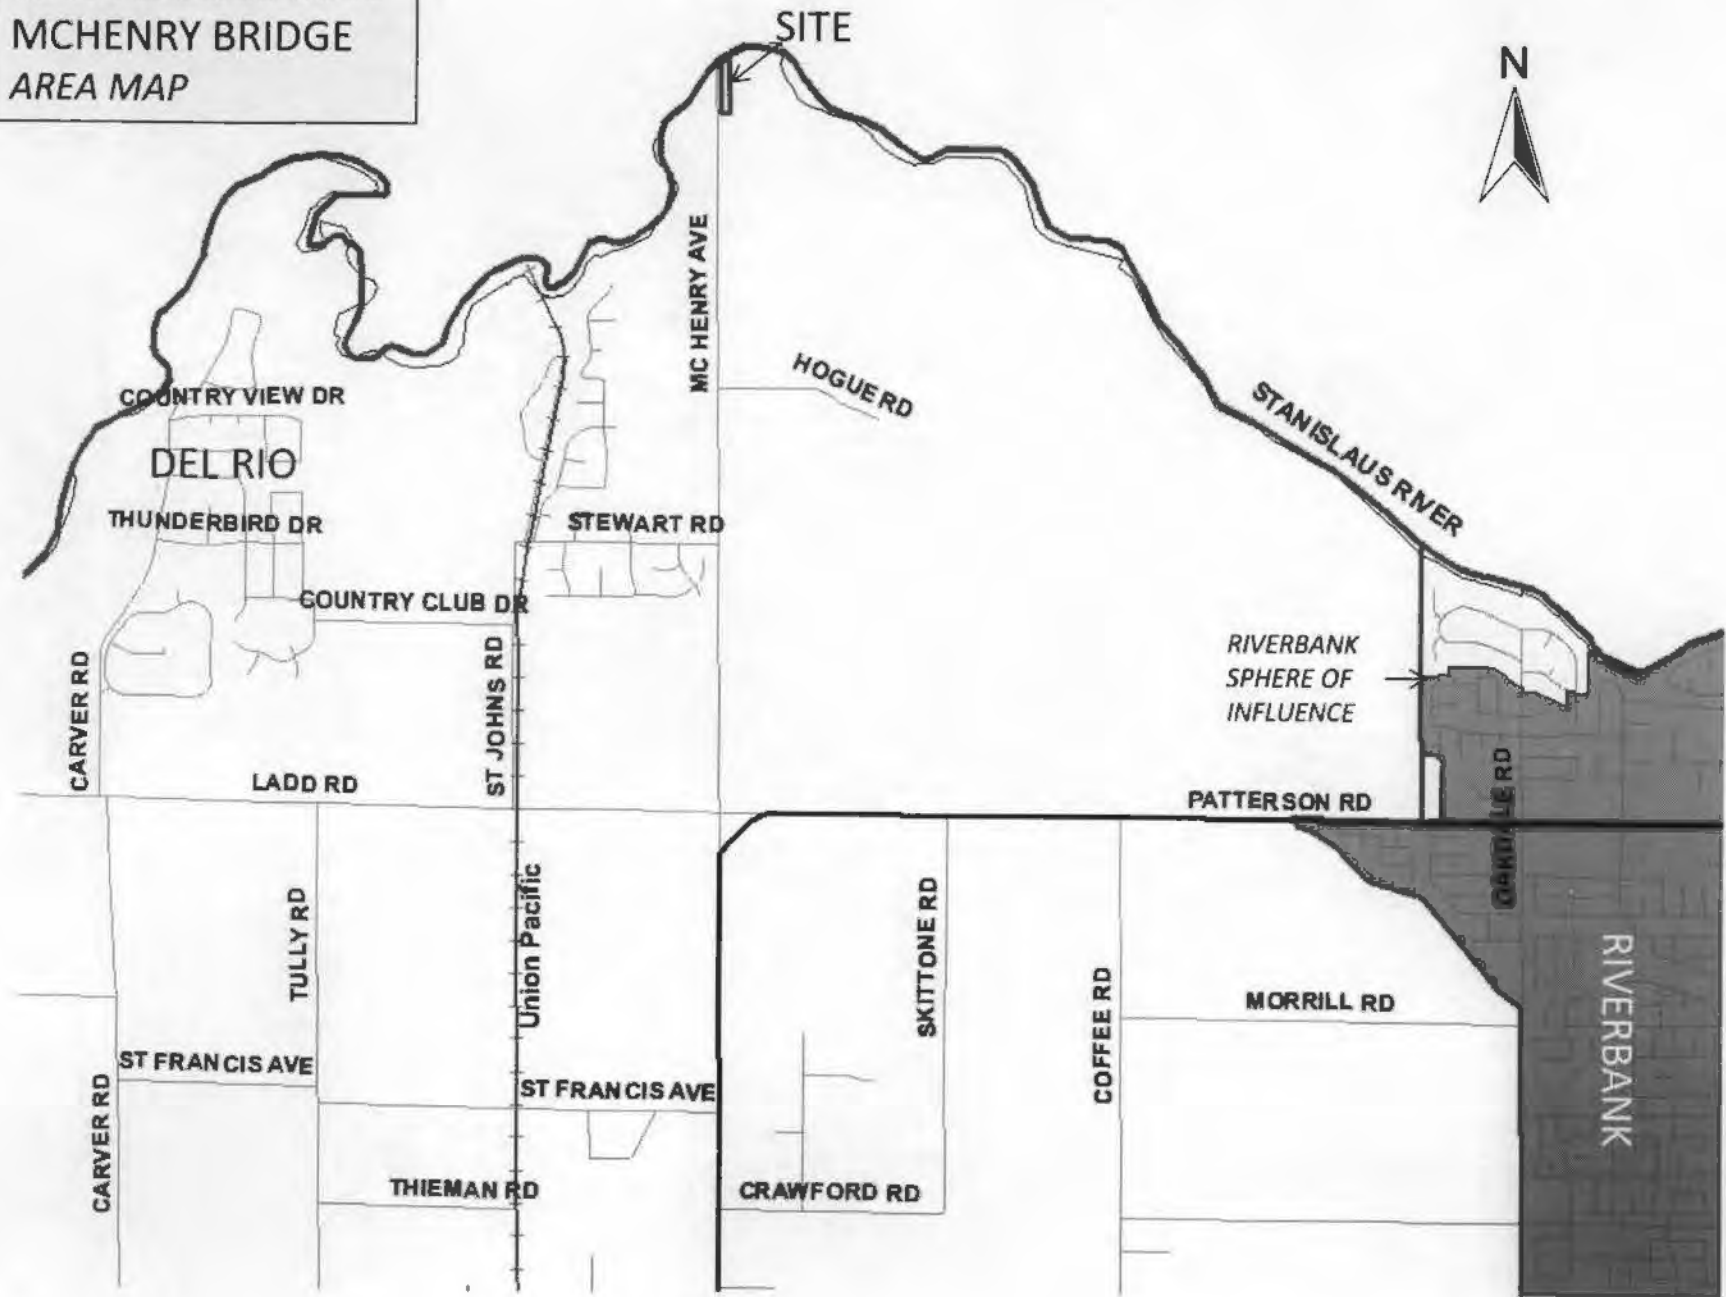 MCHENRY BRIDGE
AREA MAP
SITE
N
MC HENRY AVE
HOGUE RD
STANISLAUS RIVER
COUNTRY VIEW DR
DEL RIO
THUNDERBIRD DR
STEWART RD
COUNTRY CLUB DR
RIVERBANK
SPHERE OF
INFLUENCE
CARVER RD
ST JOHNS RD
LADD RD
PATTERSON RD
OAKDALE RD
TULLY RD
Union Pacific
SKITTONE RD
COFFEE RD
MORRILL RD
RIVERBANK
ST FRANCIS AVE
ST FRANCIS AVE
CARVER RD
THIEMAN RD
CRAWFORD RD